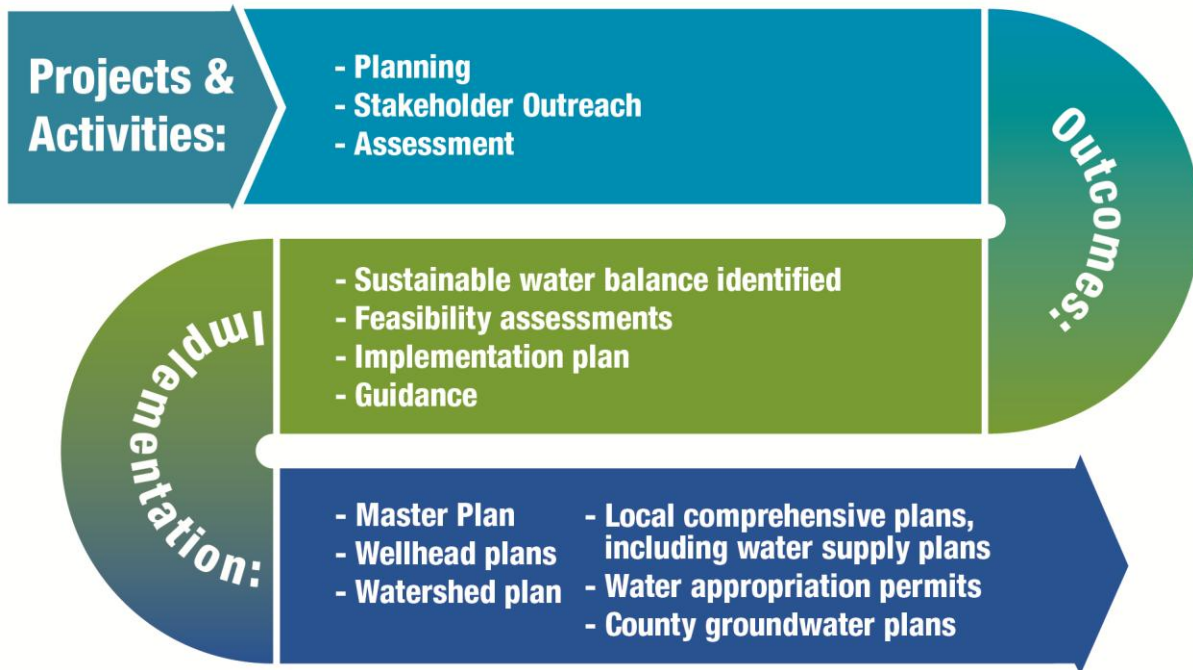 Projects &
Activities:
- Planning
- Stakeholder Outreach
- Assessment
Outcomes:
- Sustainable water balance identified
- Feasibility assessments
- Implementation plan
- Guidance
Implementation:
- Master Plan
- Wellhead plans
- Watershed plan
- Local comprehensive plans,
including water supply plans
- Water appropriation permits
- County groundwater plans